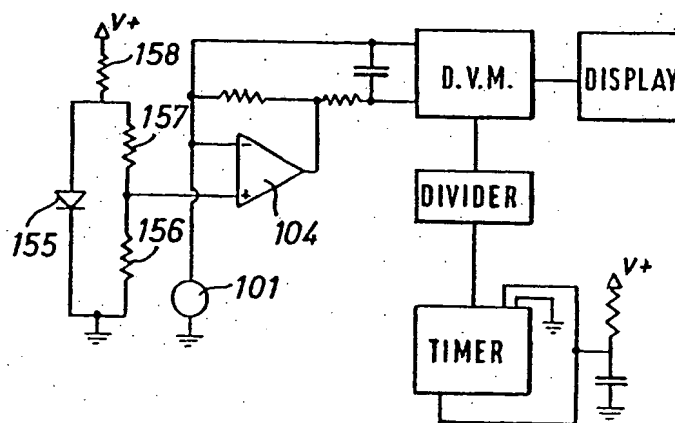 V+
158
157
155
156
101
104
D.V.M.
DISPLAY
DIVIDER
TIMER
V+
−
+